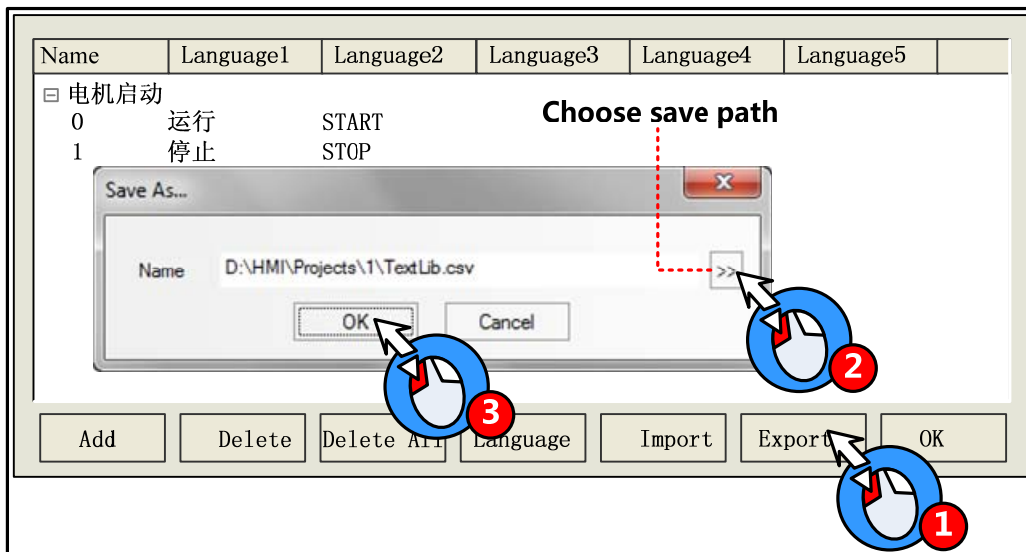 Name Language1 Language2 Language3 Language4 Language5
电机启动
0 运行 START
1 停止 STOP
Choose save path
Save As...
Name D:\HMI\Projects\1\TextLib.csv >>
OK Cancel
2
3
Add Delete Delete All Language Import Export OK
1